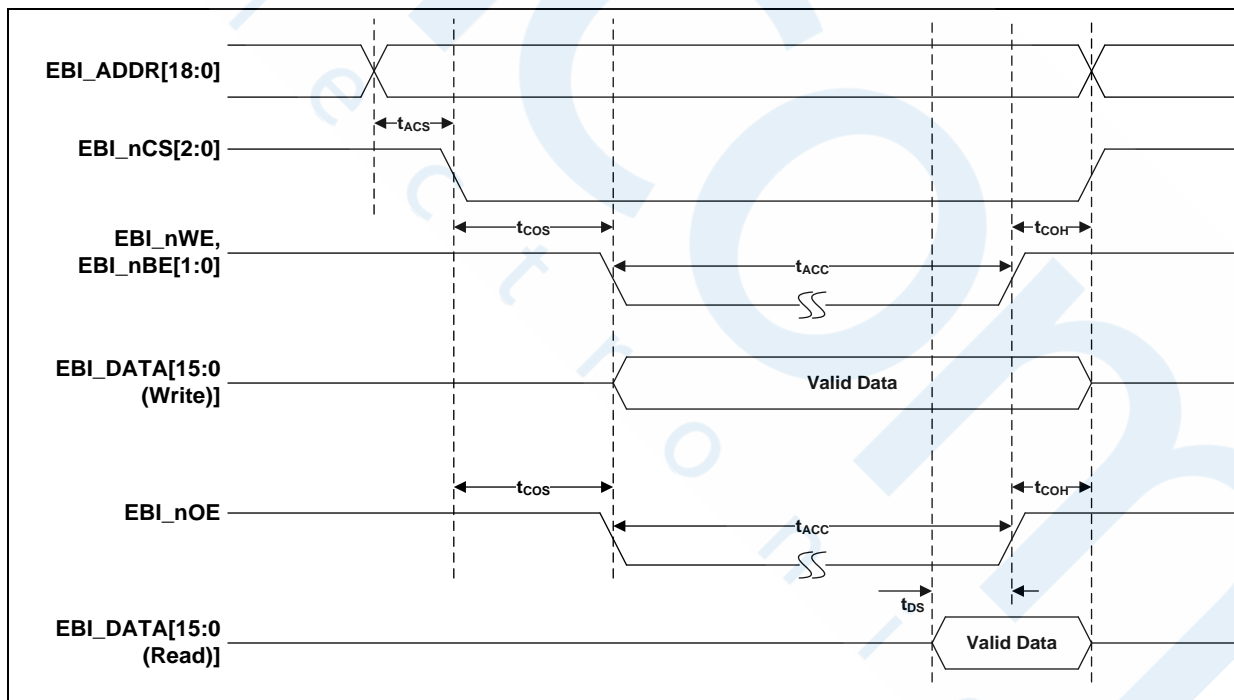 EBI_ADDR[18:0]
tACS
EBI_nCS[2:0]
tCOS
tCOH
EBI_nWE,
EBI_nBE[1:0]
tACC
EBI_DATA[15:0
(Write)]
Valid Data
tCOS
tCOH
EBI_nOE
tACC
tDS
EBI_DATA[15:0
(Read)]
Valid Data